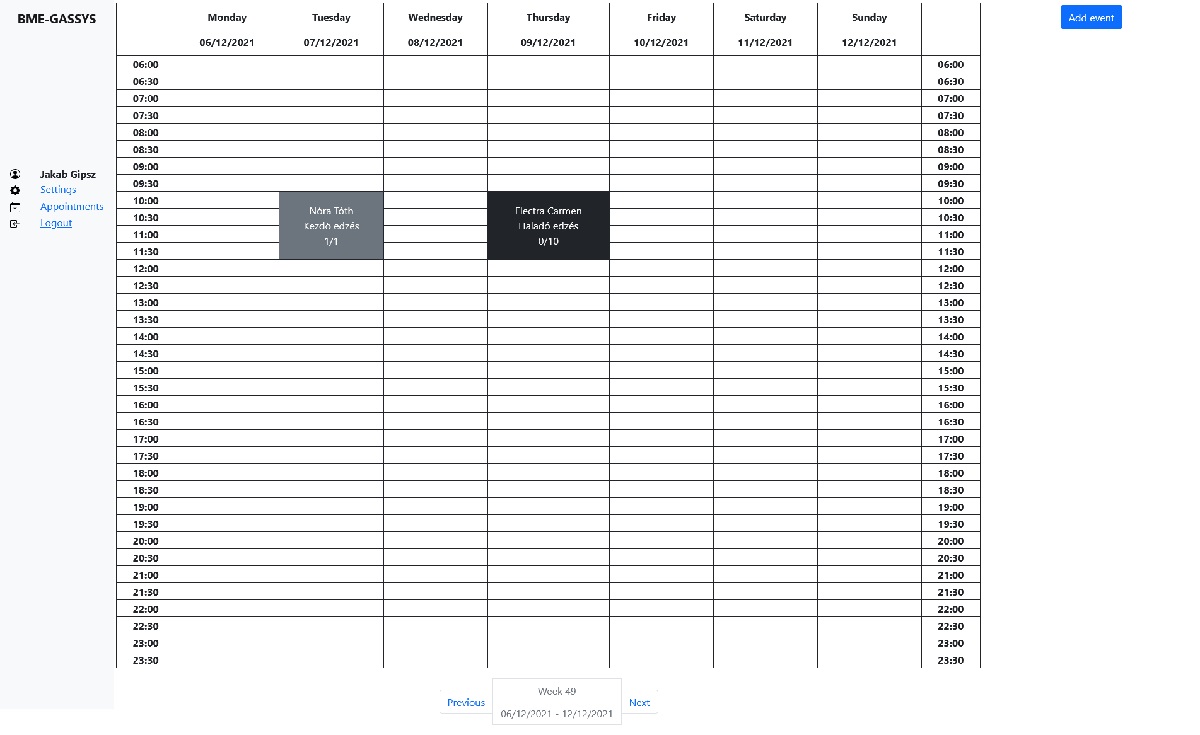 BME-GASSYS
Jakab Gipsz
Settings
Appointments
Logout
Monday Tuesday Wednesday Thursday Friday Saturday Sunday
06/12/2021 07/12/2021 08/12/2021 09/12/2021 10/12/2021 11/12/2021 12/12/2021
Add event
06:00 06:00
06:30 06:30
07:00 07:00
07:30 07:30
08:00 08:00
08:30 08:30
09:00 09:00
09:30 09:30
10:00 10:00
10:30 10:30
11:00 11:00
11:30 11:30
Nóra Tóth
Kezdő edzés
1/1
Electra Carmen
Haladó edzés
0/10
12:00 12:00
12:30 12:30
13:00 13:00
13:30 13:30
14:00 14:00
14:30 14:30
15:00 15:00
15:30 15:30
16:00 16:00
16:30 16:30
17:00 17:00
17:30 17:30
18:00 18:00
18:30 18:30
19:00 19:00
19:30 19:30
20:00 20:00
20:30 20:30
21:00 21:00
21:30 21:30
22:00 22:00
22:30 22:30
23:00 23:00
23:30 23:30
Previous
Week 49
06/12/2021 - 12/12/2021
Next